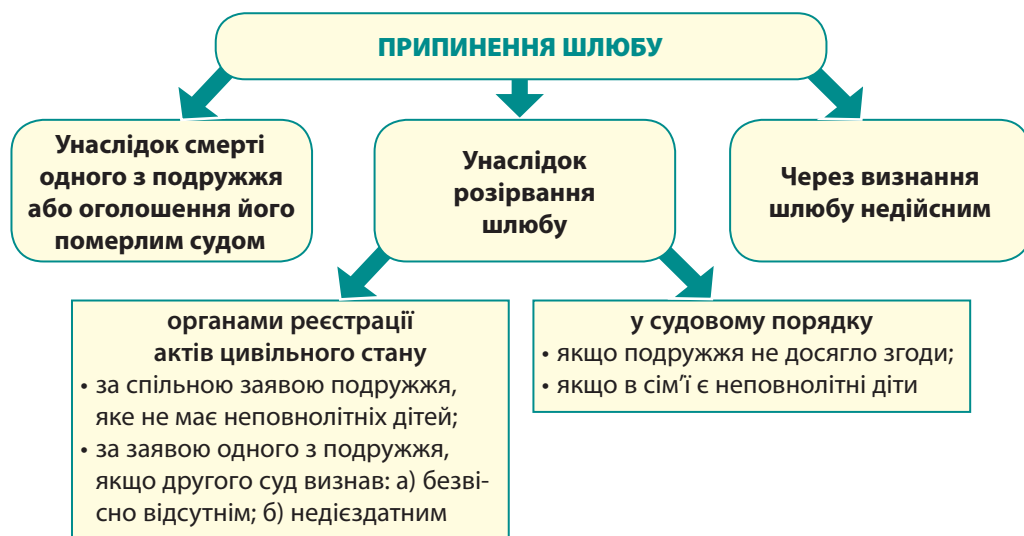 ПРИПИНЕННЯ ШЛЮБУ
Унаслідок смерті
одного з подружжя
або оголошення його
померлим судом
Унаслідок
розірвання
шлюбу
Через визнання
шлюбу недійсним
органами реєстрації
актів цивільного стану
• за спільною заявою подружжя,
яке не має неповнолітніх дітей;
• за заявою одного з подружжя,
якщо другого суд визнав: а) безві-
сно відсутнім; б) недієздатним
у судовому порядку
• якщо подружжя не досягло згоди;
• якщо в сім’ї є неповнолітні діти